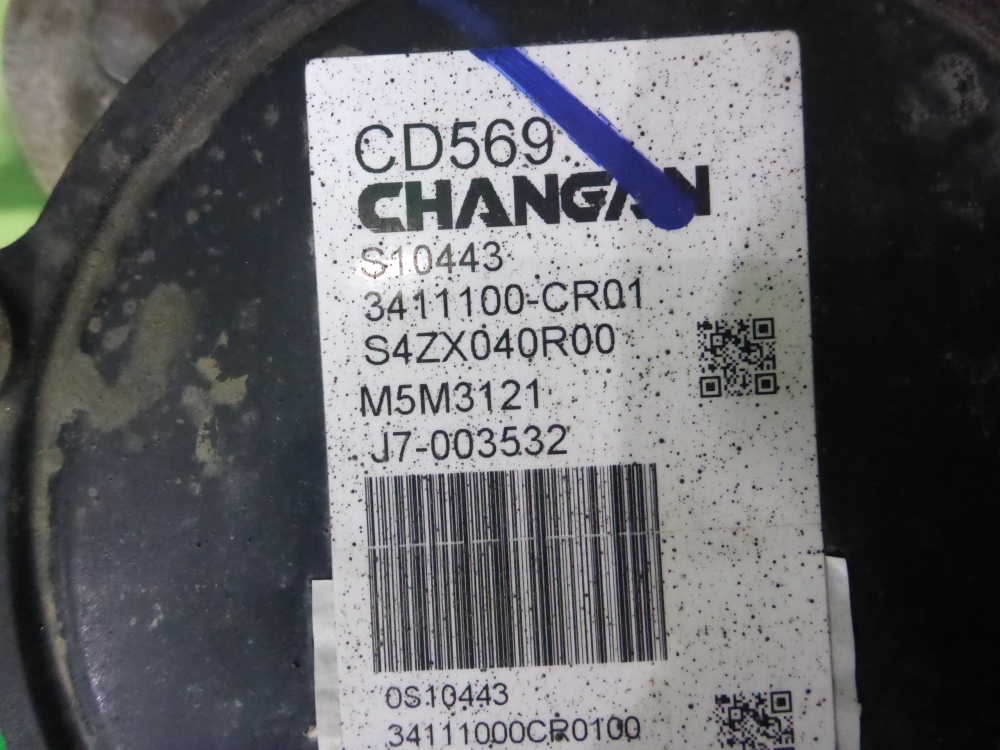 CD569
CHANGAN
S10443
3411100-CR01
S4ZX040R00
M5M3121
J7-003532
0S10443
34111000CR0100